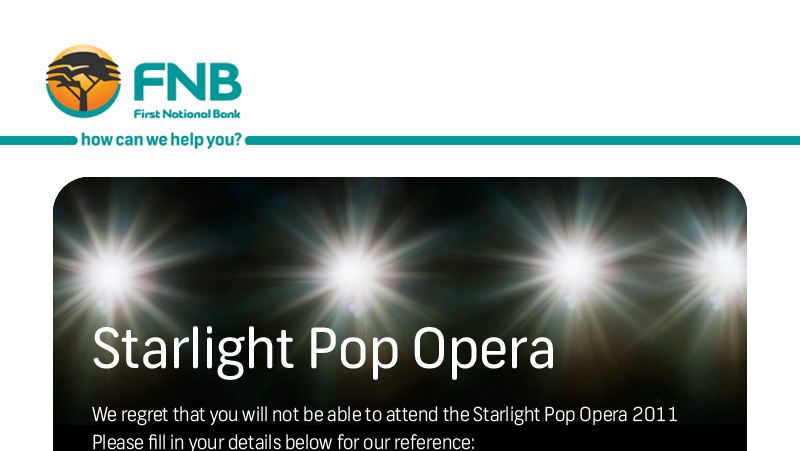 FNB
First National Bank
how can we help you?
Starlight Pop Opera
We regret that you will not be able to attend the Starlight Pop Opera 2011
Please fill in your details below for our reference: